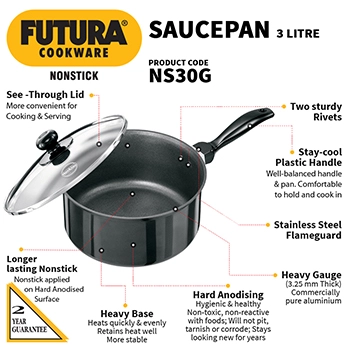 FUTURA®
COOKWARE
NONSTICK
SAUCEPAN 3 LITRE
PRODUCT CODE
NS30G
See -Through Lid
More convenient for
Cooking & Serving
Two sturdy
Rivets
Stay-cool
Plastic Handle
Well-balanced handle
& pan. Comfortable
to hold and cook in
Stainless Steel
Flameguard
Heavy Gauge
(3.25 mm Thick)
Commercially
pure aluminium
Hard Anodising
Hygienic & healthy
Non-toxic, non-reactive
with foods; Will not pit,
tarnish or corrode; Stays
looking new for years
Heavy Base
Heats quickly & evenly
Retains heat well
More stable
Longer
lasting Nonstick
Nonstick applied
on Hard Anodised
Surface
2
YEAR
GUARANTEE